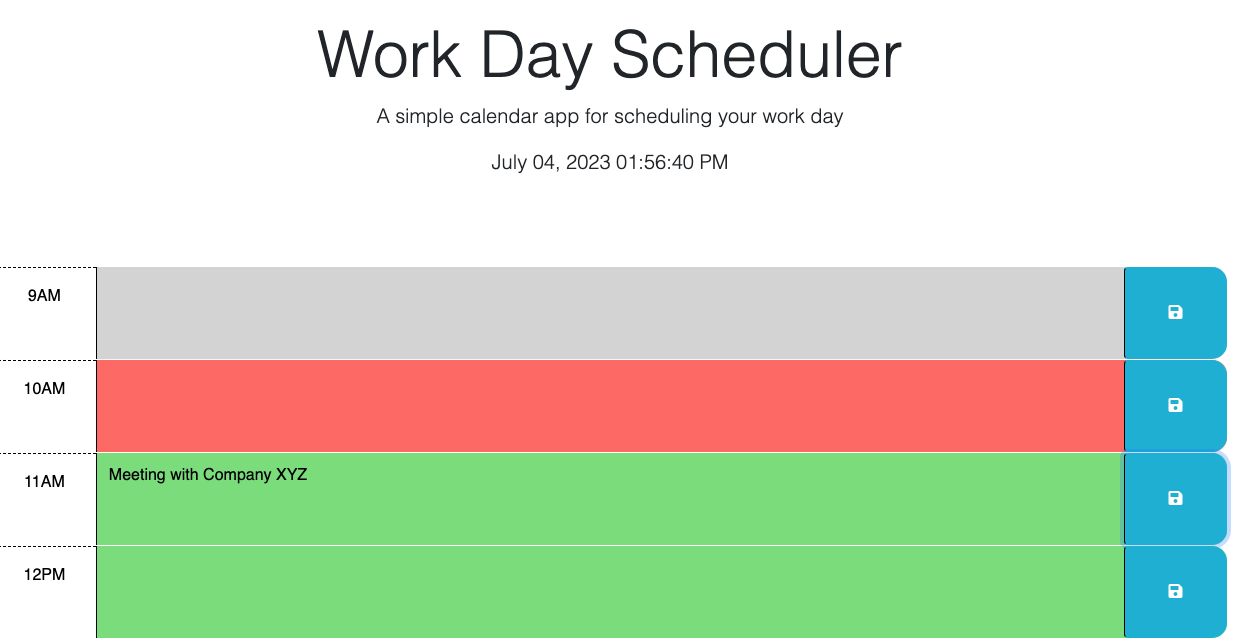 Work Day Scheduler
A simple calendar app for scheduling your work day
July 04, 2023 01:56:40 PM
9AM
10AM
11AM
Meeting with Company XYZ
12PM